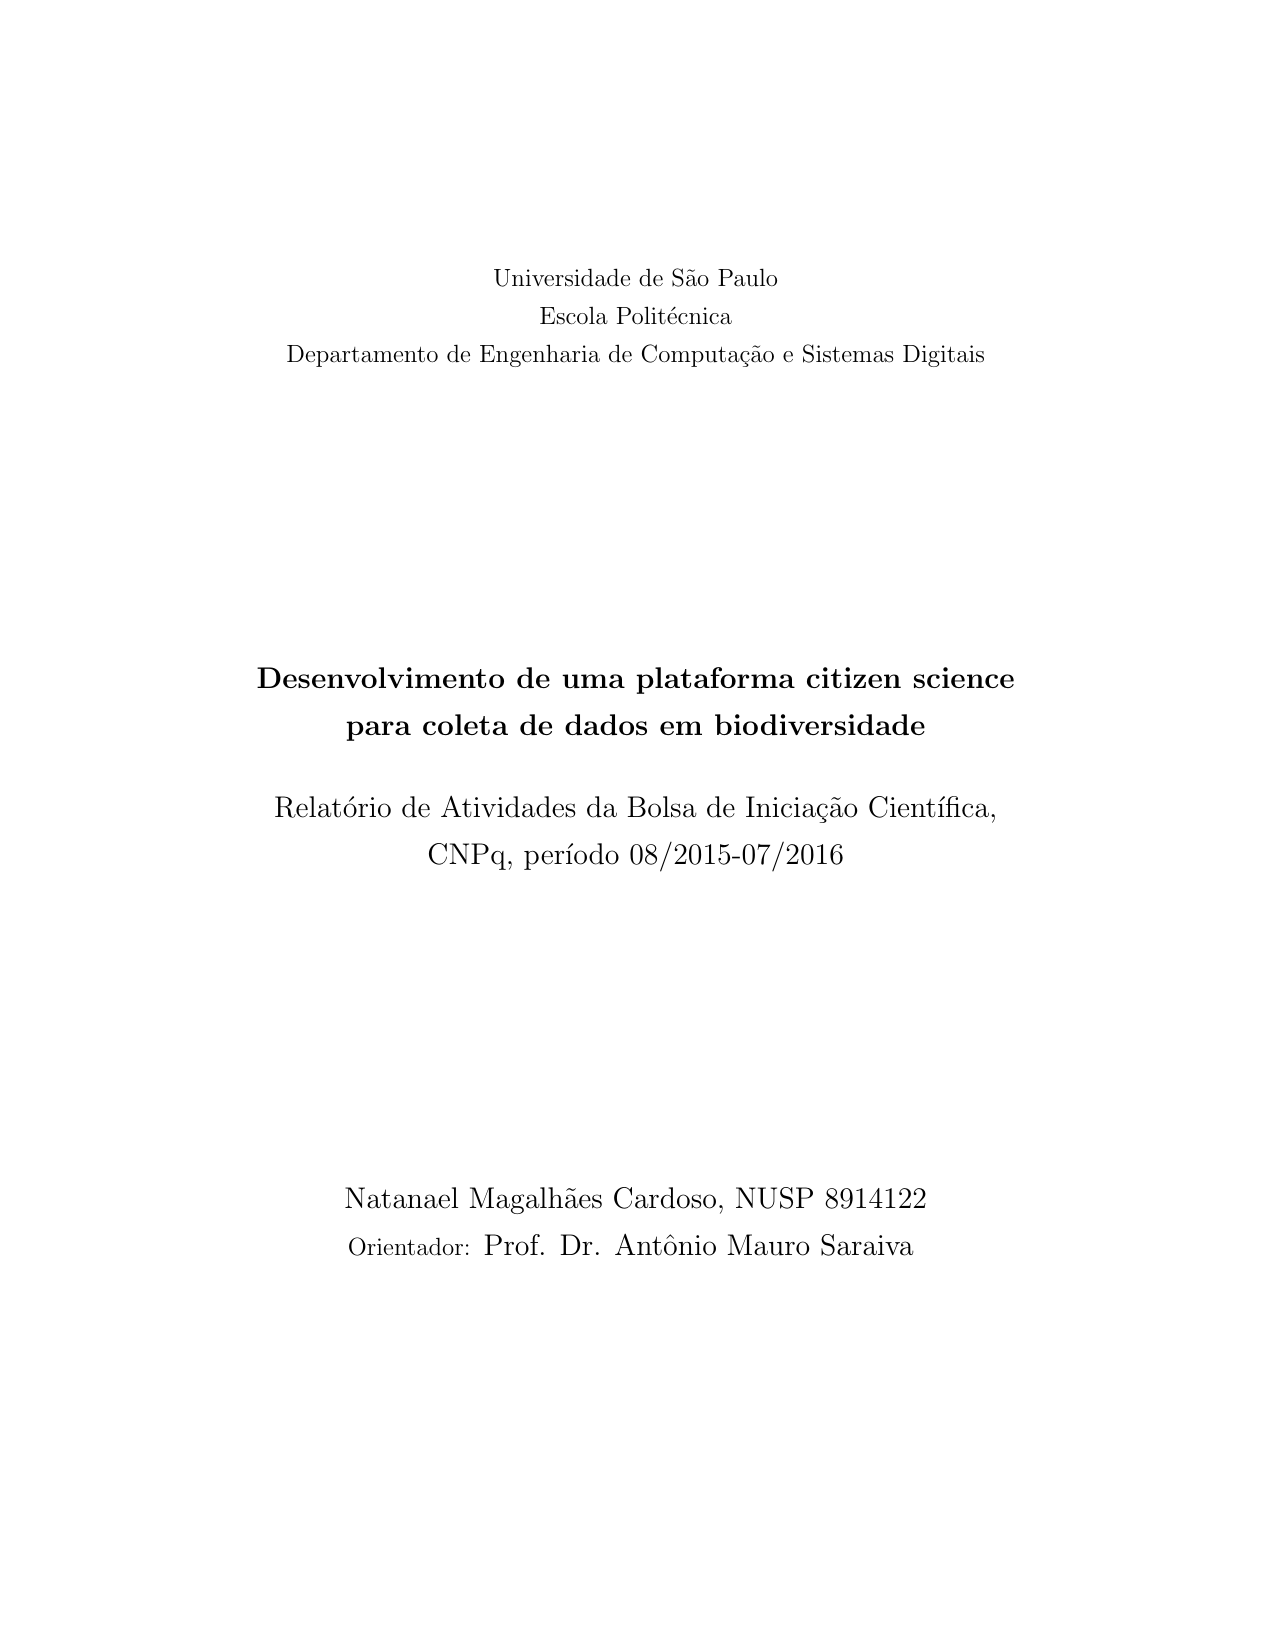 Universidade de São Paulo
Escola Politécnica
Departamento de Engenharia de Computação e Sistemas Digitais
Desenvolvimento de uma plataforma citizen science
para coleta de dados em biodiversidade
Relatório de Atividades da Bolsa de Iniciação Científica,
CNPq, período 08/2015-07/2016
Natanael Magalhães Cardoso, NUSP 8914122
Orientador: Prof. Dr. Antônio Mauro Saraiva